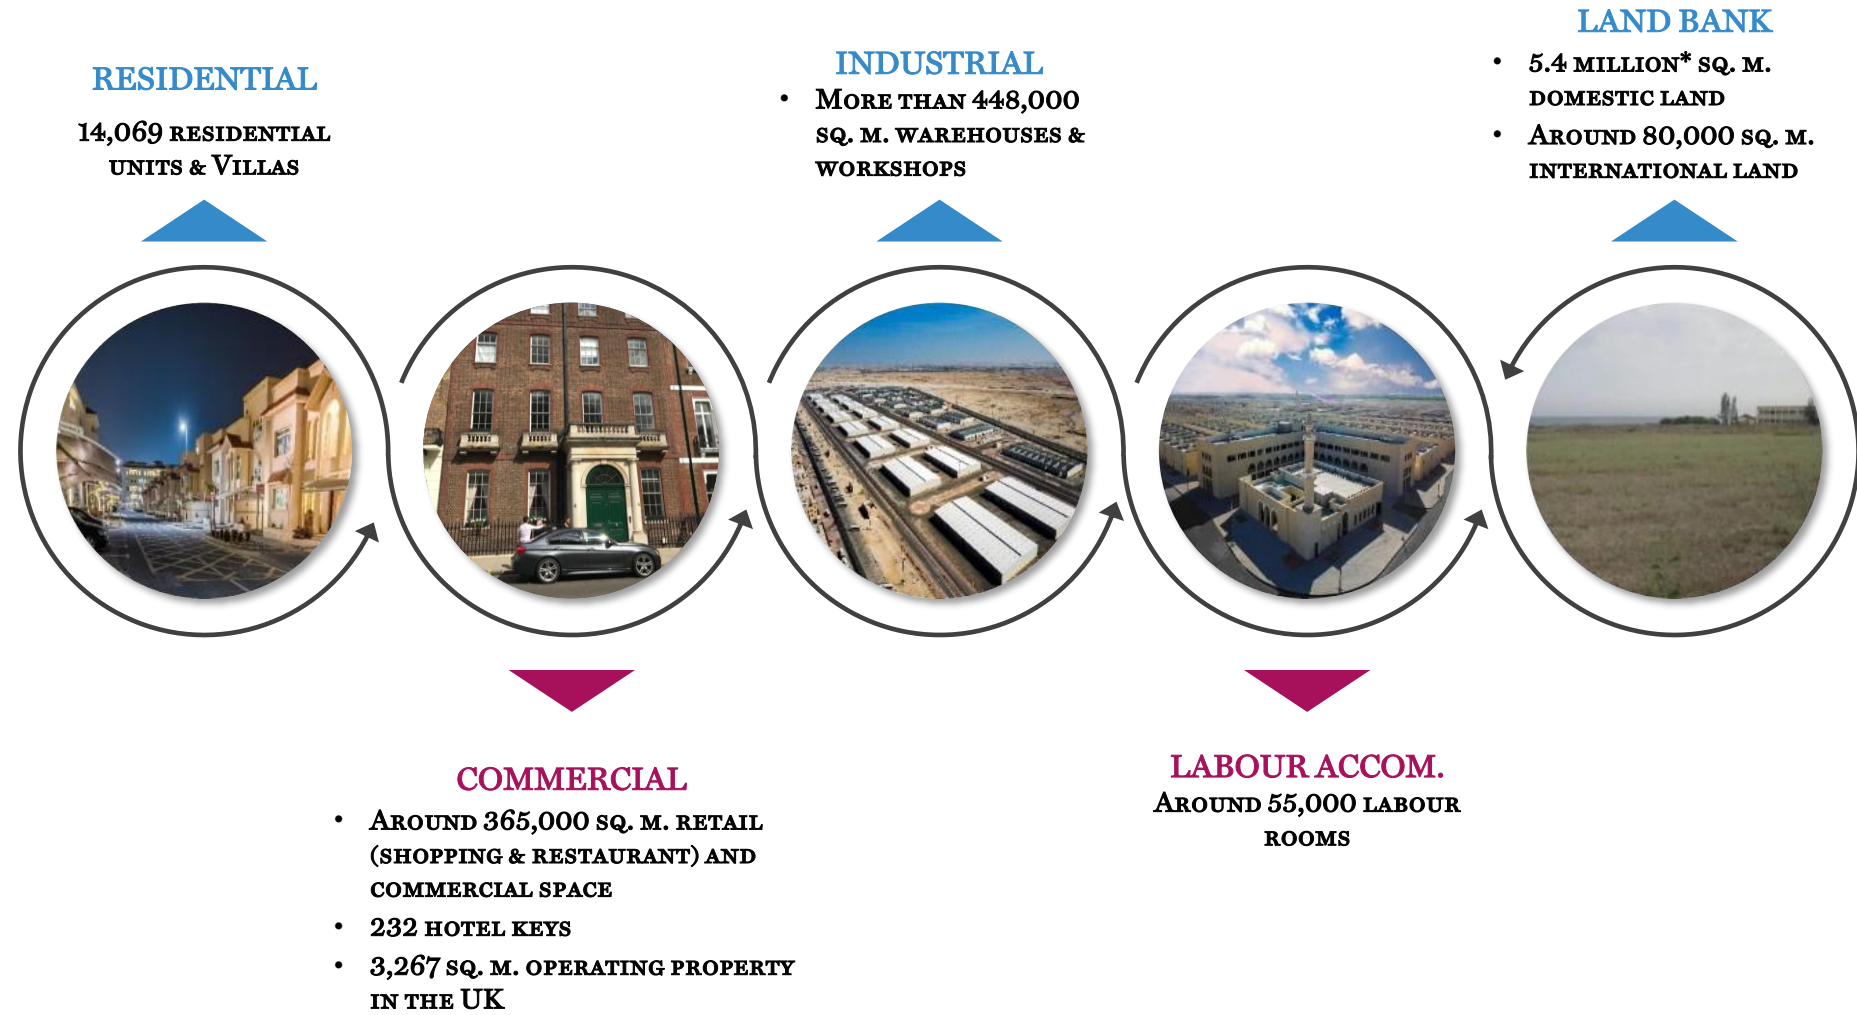 RESIDENTIAL
14,069 RESIDENTIAL
UNITS & VILLAS
COMMERCIAL
• AROUND 365,000 SQ. M. RETAIL
(SHOPPING & RESTAURANT) AND
COMMERCIAL SPACE
• 232 HOTEL KEYS
• 3,267 SQ. M. OPERATING PROPERTY
IN THE UK
INDUSTRIAL
• MORE THAN 448,000
SQ. M. WAREHOUSES &
WORKSHOPS
LABOUR ACCOM.
AROUND 55,000 LABOUR
ROOMS
LAND BANK
• 5.4 MILLION* SQ. M.
DOMESTIC LAND
• AROUND 80,000 SQ. M.
INTERNATIONAL LAND